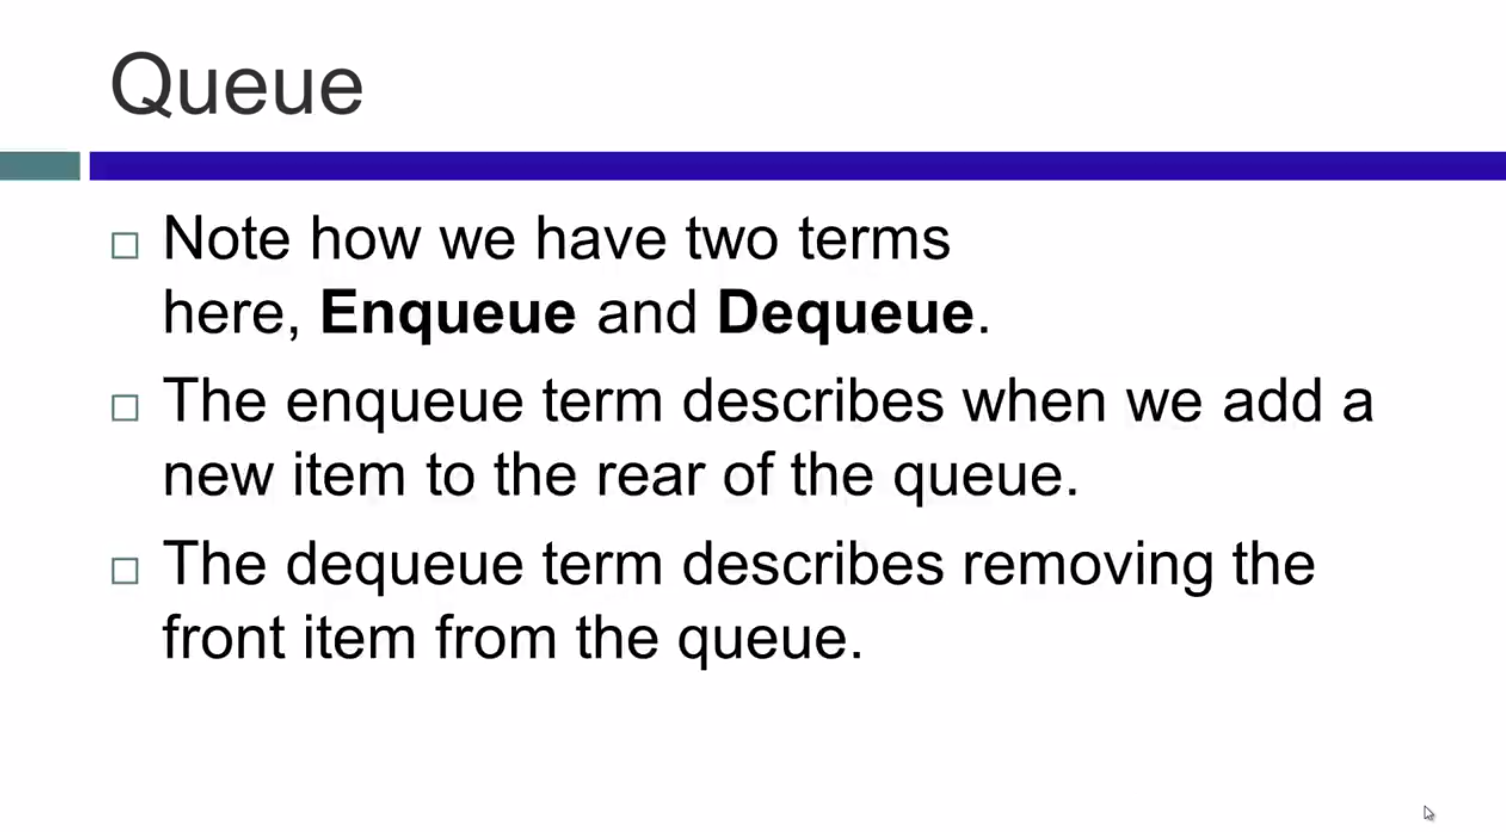 Queue
Note how we have two terms
here, Enqueue and Dequeue.
The enqueue term describes when we add a
new item to the rear of the queue.
The dequeue term describes removing the
front item from the queue.